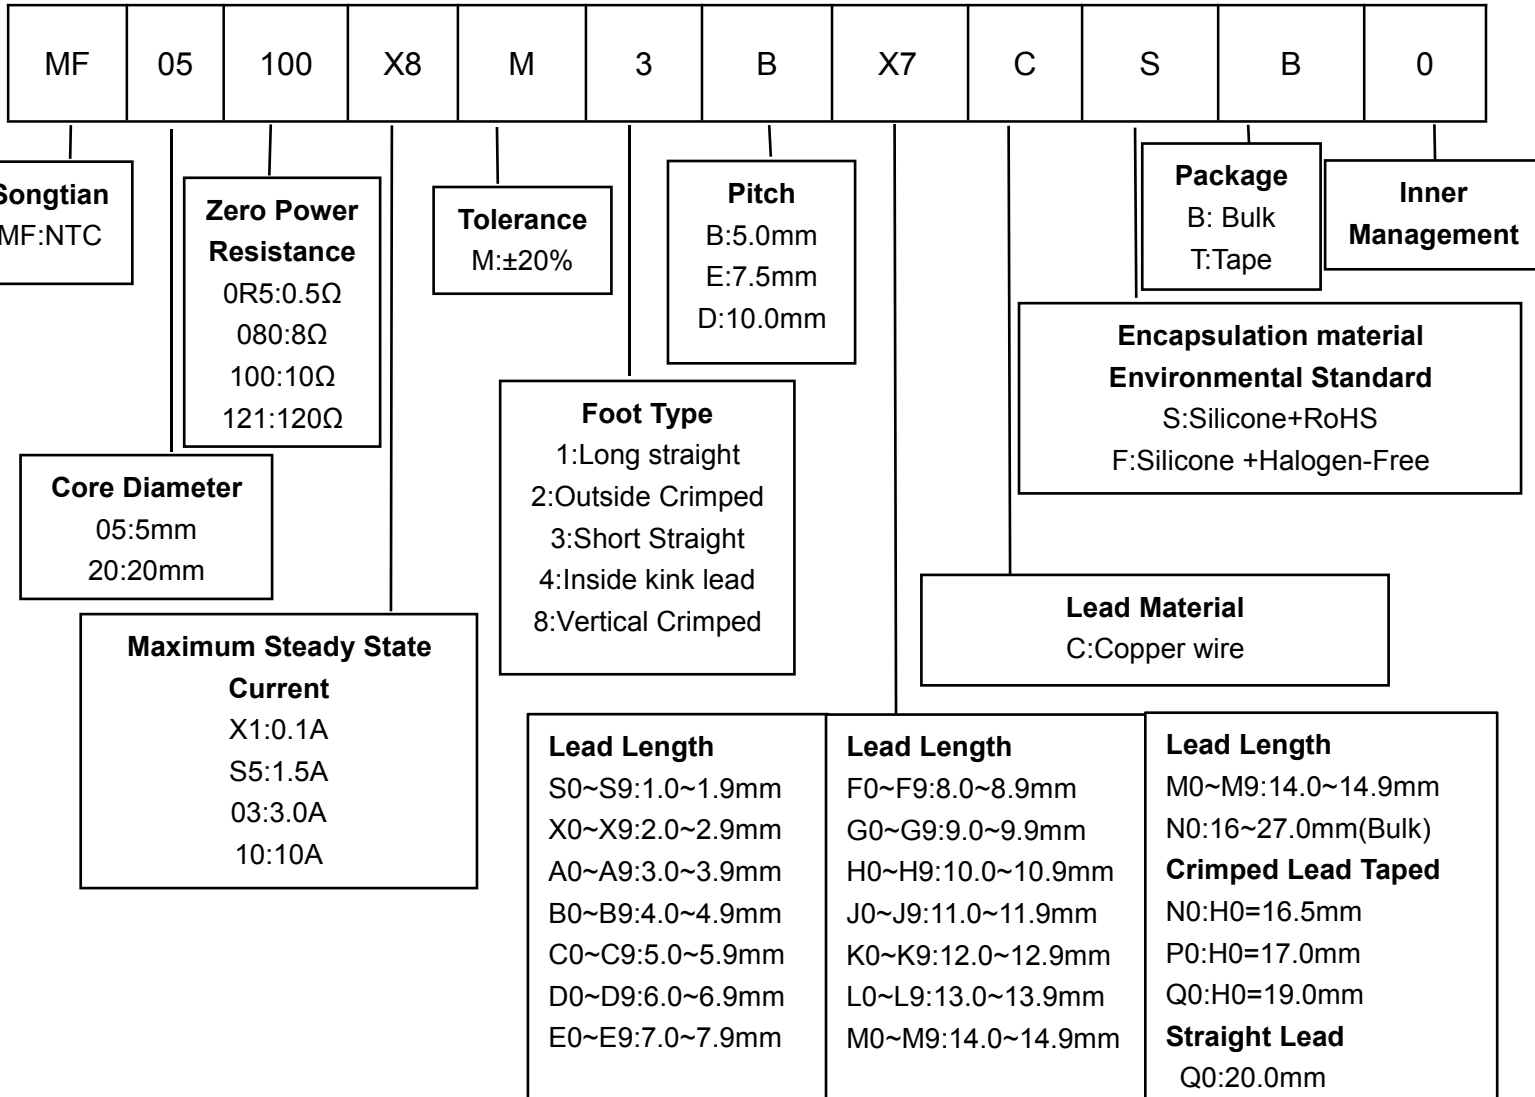 MF 05 100 X8 M 3 B X7 C S B 0
Songtian
MF:NTC
Zero Power
Resistance
0R5:0.5Ω
080:8Ω
100:10Ω
121:120Ω
Tolerance
M:±20%
Pitch
B:5.0mm
E:7.5mm
D:10.0mm
Package
B: Bulk
T:Tape
Inner
Management
Encapsulation material
Environmental Standard
S:Silicone+RoHS
F:Silicone +Halogen-Free
Foot Type
1:Long straight
2:Outside Crimped
3:Short Straight
4:Inside kink lead
8:Vertical Crimped
Core Diameter
05:5mm
20:20mm
Lead Material
C:Copper wire
Maximum Steady State
Current
X1:0.1A
S5:1.5A
03:3.0A
10:10A
Lead Length
S0~S9:1.0~1.9mm
X0~X9:2.0~2.9mm
A0~A9:3.0~3.9mm
B0~B9:4.0~4.9mm
C0~C9:5.0~5.9mm
D0~D9:6.0~6.9mm
E0~E9:7.0~7.9mm
Lead Length
F0~F9:8.0~8.9mm
G0~G9:9.0~9.9mm
H0~H9:10.0~10.9mm
J0~J9:11.0~11.9mm
K0~K9:12.0~12.9mm
L0~L9:13.0~13.9mm
M0~M9:14.0~14.9mm
Lead Length
M0~M9:14.0~14.9mm
N0:16~27.0mm(Bulk)
Crimped Lead Taped
N0:H0=16.5mm
P0:H0=17.0mm
Q0:H0=19.0mm
Straight Lead
Q0:20.0mm